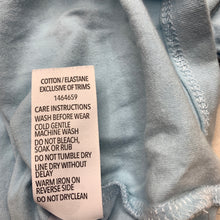 COTTON/ELASTANE
EXCLUSIVE OF TRIMS
1464659
CARE INSTRUCTIONS
WASH BEFORE WEAR
COLD GENTLE
MACHINE WASH
DO NOT BLEACH,
SOAK OR RUB
DO NOT TUMBLE DRY
LINE DRY WITHOUT
DELAY
WARM IRON ON
REVERSE SIDE
DO NOT DRYCLEAN